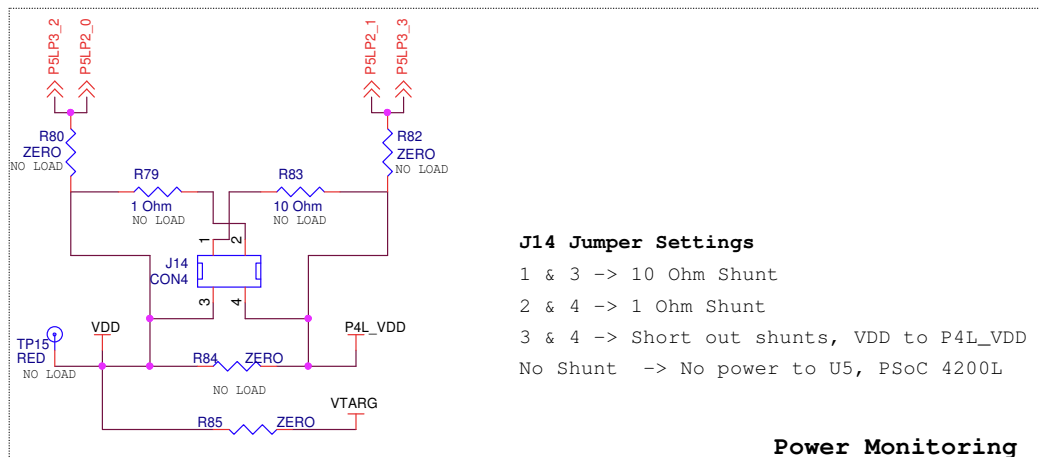 P5LP3_2
P5LP2_0
P5LP2_1
P5LP3_3
R80
ZERO
NO LOAD
R82
ZERO
NO LOAD
R79
1 Ohm
NO LOAD
R83
10 Ohm
NO LOAD
1
2
J14
CON4
3
4
TP15
RED
NO LOAD
VDD
P4L_VDD
R84 ZERO
NO LOAD
VTARG
R85 ZERO
J14 Jumper Settings
1 & 3 -> 10 Ohm Shunt
2 & 4 -> 1 Ohm Shunt
3 & 4 -> Short out shunts, VDD to P4L_VDD
No Shunt -> No power to U5, PSoC 4200L
Power Monitoring